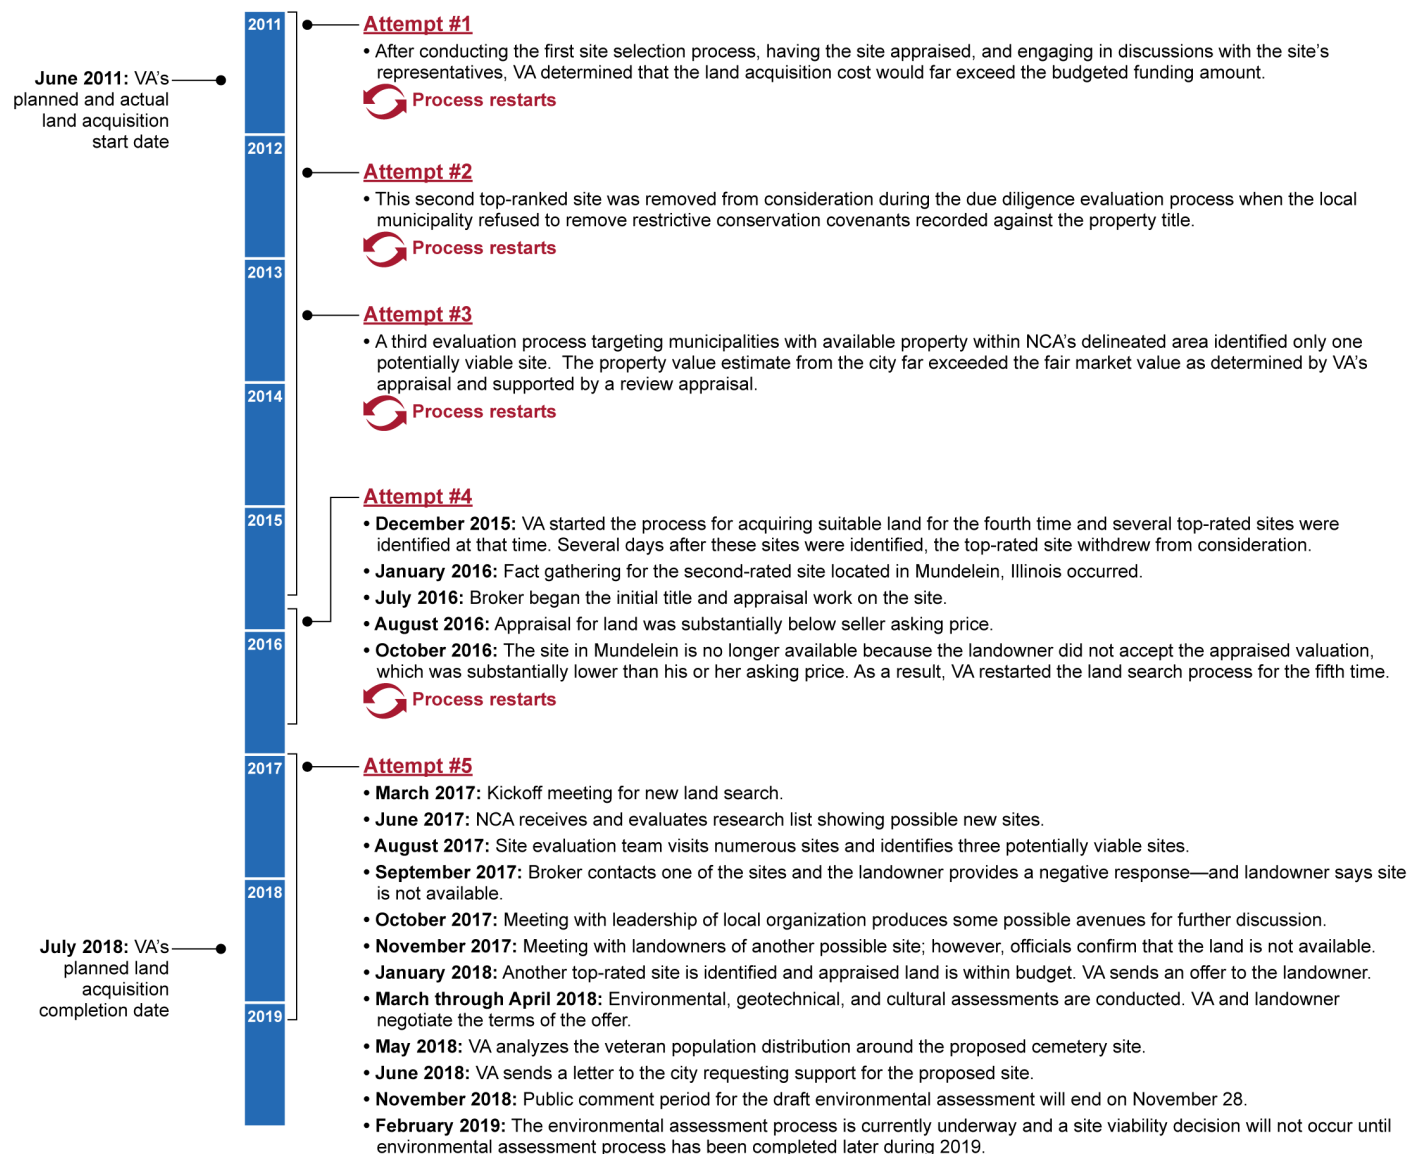 2011
June 2011: VA's
planned and actual
land acquisition
start date
Attempt #1
• After conducting the first site selection process, having the site appraised, and engaging in discussions with the site's
representatives, VA determined that the land acquisition cost would far exceed the budgeted funding amount.
Process restarts
2012
Attempt #2
• This second top-ranked site was removed from consideration during the due diligence evaluation process when the local
municipality refused to remove restrictive conservation covenants recorded against the property title.
Process restarts
2013
Attempt #3
• A third evaluation process targeting municipalities with available property within NCA's delineated area identified only one
potentially viable site.  The property value estimate from the city far exceeded the fair market value as determined by VA's
appraisal and supported by a review appraisal.
Process restarts
2014
2015
Attempt #4
• December 2015: VA started the process for acquiring suitable land for the fourth time and several top-rated sites were
identified at that time. Several days after these sites were identified, the top-rated site withdrew from consideration.
• January 2016: Fact gathering for the second-rated site located in Mundelein, Illinois occurred.
• July 2016: Broker began the initial title and appraisal work on the site.
• August 2016: Appraisal for land was substantially below seller asking price.
• October 2016: The site in Mundelein is no longer available because the landowner did not accept the appraised valuation,
which was substantially lower than his or her asking price. As a result, VA restarted the land search process for the fifth time.
Process restarts
2016
2017
Attempt #5
• March 2017: Kickoff meeting for new land search.
• June 2017: NCA receives and evaluates research list showing possible new sites.
• August 2017: Site evaluation team visits numerous sites and identifies three potentially viable sites.
• September 2017: Broker contacts one of the sites and the landowner provides a negative response—and landowner says site
is not available.
• October 2017: Meeting with leadership of local organization produces some possible avenues for further discussion.
• November 2017: Meeting with landowners of another possible site; however, officials confirm that the land is not available.
• January 2018: Another top-rated site is identified and appraised land is within budget. VA sends an offer to the landowner.
• March through April 2018: Environmental, geotechnical, and cultural assessments are conducted. VA and landowner
negotiate the terms of the offer.
• May 2018: VA analyzes the veteran population distribution around the proposed cemetery site.
• June 2018: VA sends a letter to the city requesting support for the proposed site.
• November 2018: Public comment period for the draft environmental assessment will end on November 28.
• February 2019: The environmental assessment process is currently underway and a site viability decision will not occur until
environmental assessment process has been completed later during 2019.
2018
July 2018: VA's
planned land
acquisition
completion date
2019